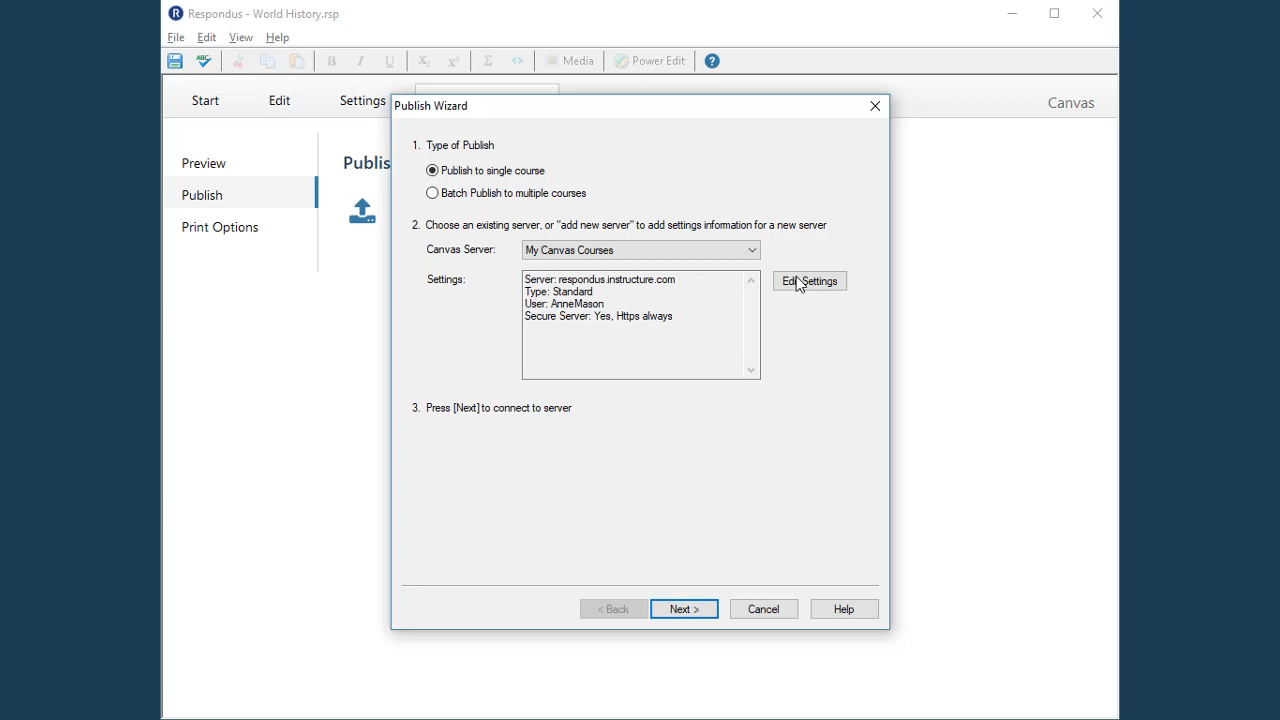 Respondus - World History.rsp
File Edit View Help
ABC B I U X₂ x² Σ <> Media Power Edit ?
Start Edit Settings Canvas
Preview
Publish
Print Options
Publis
Publish Wizard
1. Type of Publish
Publish to single course
Batch Publish to multiple courses
2. Choose an existing server, or "add new server" to add settings information for a new server
Canvas Server: My Canvas Courses
Settings: Server: respondus.instructure.com
Type: Standard
User: AnneMason
Secure Server: Yes, Https always
Edit Settings
3. Press [Next] to connect to server
< Back Next > Cancel Help